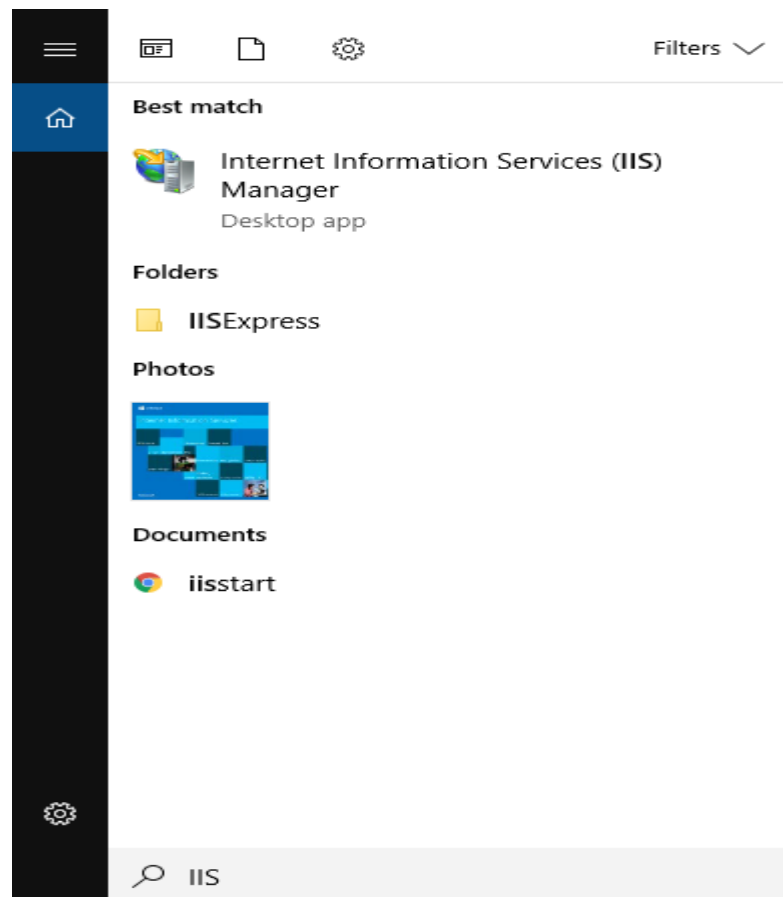 Filters
Best match
Internet Information Services (IIS)
Manager
Desktop app
Folders
IISExpress
Photos
Documents
iisstart
IIS